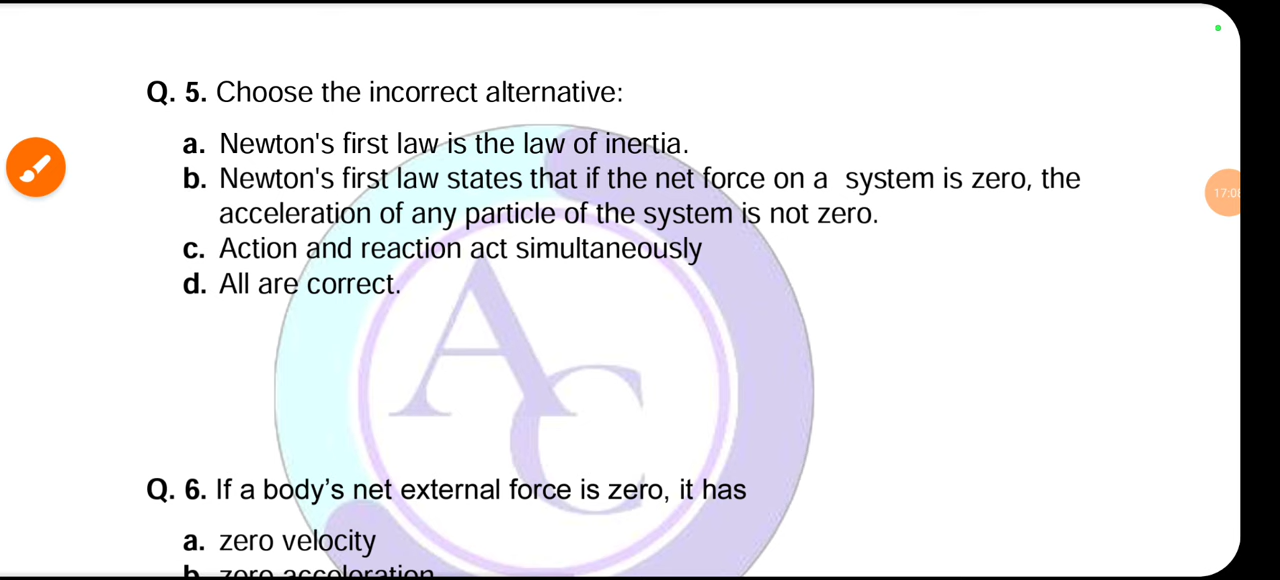 Q. 5. Choose the incorrect alternative:
a. Newton's first law is the law of inertia.
b. Newton's first law states that if the net force on a system is zero, the
acceleration of any particle of the system is not zero.
c. Action and reaction act simultaneously
d. All are correct.
AC
Q. 6. If a body’s net external force is zero, it has
a. zero velocity
b. zero acceleration